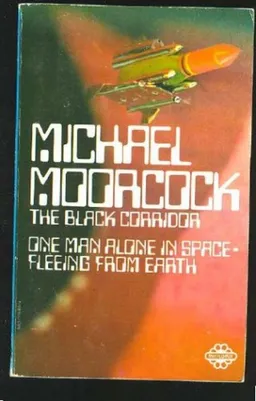 MICHAEL
MOORCOCK
THE BLACK CORRIDOR
ONE MAN ALONE IN SPACE-
FLEEING FROM EARTH